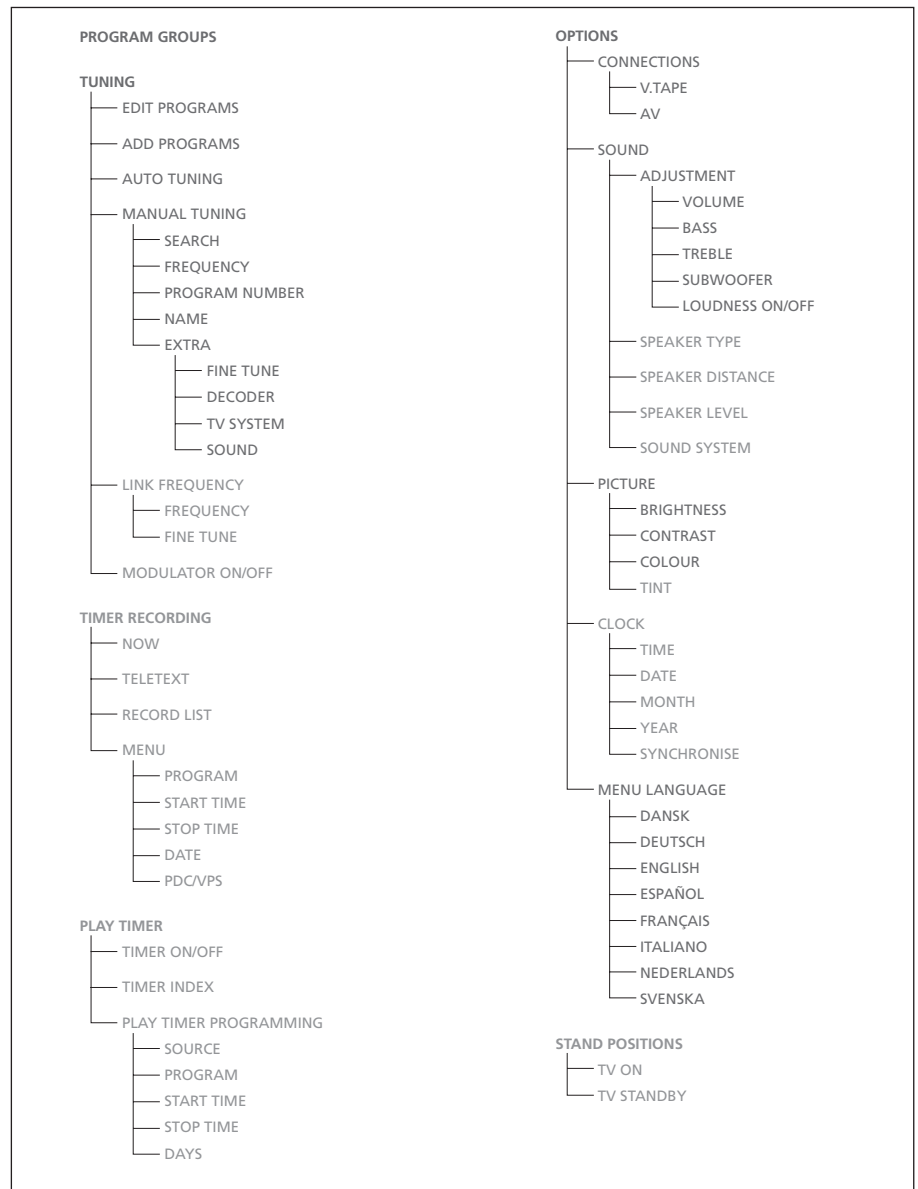 PROGRAM GROUPS
TUNING
EDIT PROGRAMS
ADD PROGRAMS
AUTO TUNING
MANUAL TUNING
SEARCH
FREQUENCY
PROGRAM NUMBER
NAME
EXTRA
FINE TUNE
DECODER
TV SYSTEM
SOUND
LINK FREQUENCY
FREQUENCY
FINE TUNE
MODULATOR ON/OFF
TIMER RECORDING
NOW
TELETEXT
RECORD LIST
MENU
PROGRAM
START TIME
STOP TIME
DATE
PDC/VPS
PLAY TIMER
TIMER ON/OFF
TIMER INDEX
PLAY TIMER PROGRAMMING
SOURCE
PROGRAM
START TIME
STOP TIME
DAYS
OPTIONS
CONNECTIONS
V.TAPE
AV
SOUND
ADJUSTMENT
VOLUME
BASS
TREBLE
SUBWOOFER
LOUDNESS ON/OFF
SPEAKER TYPE
SPEAKER DISTANCE
SPEAKER LEVEL
SOUND SYSTEM
PICTURE
BRIGHTNESS
CONTRAST
COLOUR
TINT
CLOCK
TIME
DATE
MONTH
YEAR
SYNCHRONISE
MENU LANGUAGE
DANSK
DEUTSCH
ENGLISH
ESPAÑOL
FRANÇAIS
ITALIANO
NEDERLANDS
SVENSKA
STAND POSITIONS
TV ON
TV STANDBY